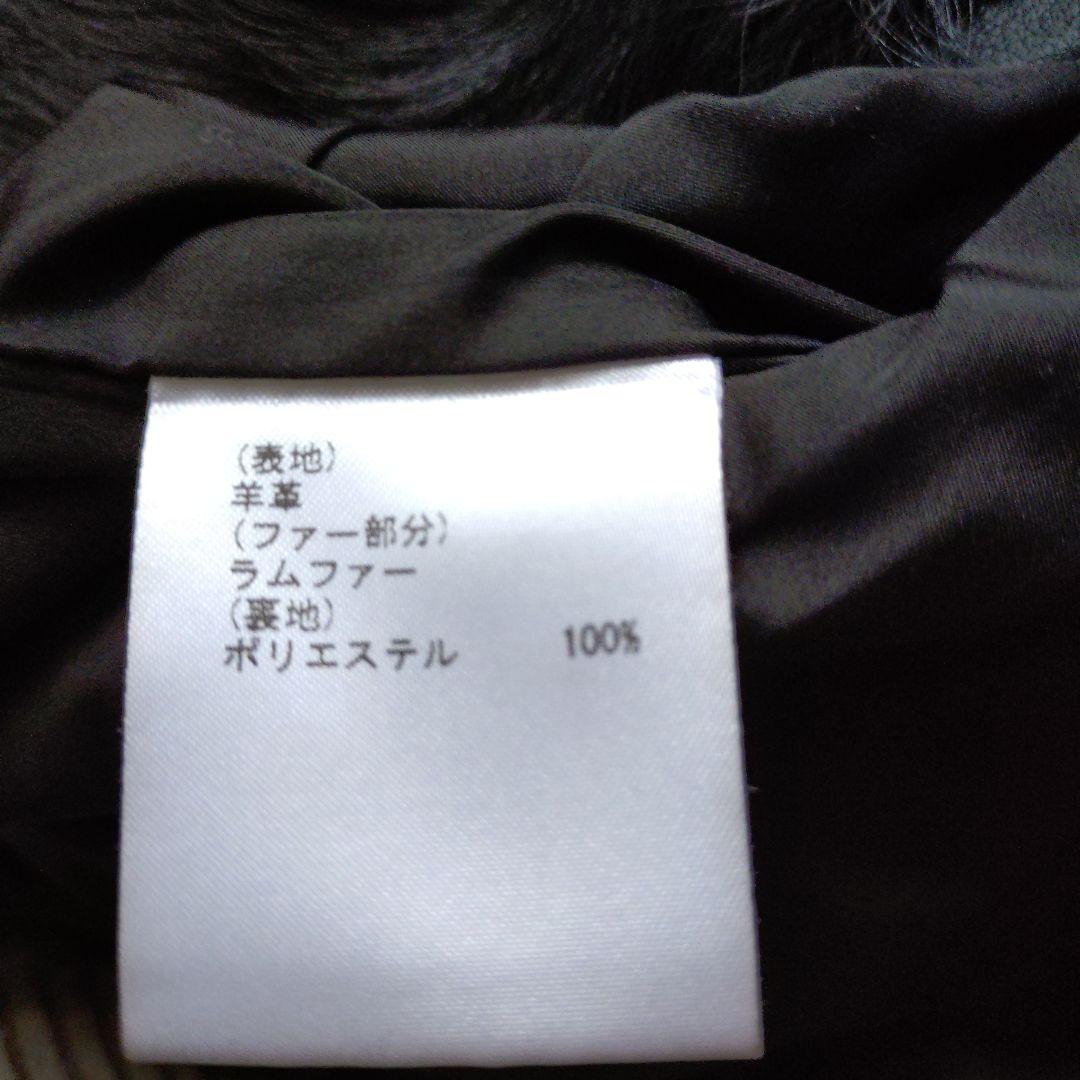 (表地)
羊革
(ファー部分)
ラムファー
(裏地)
ポリエステル 100%